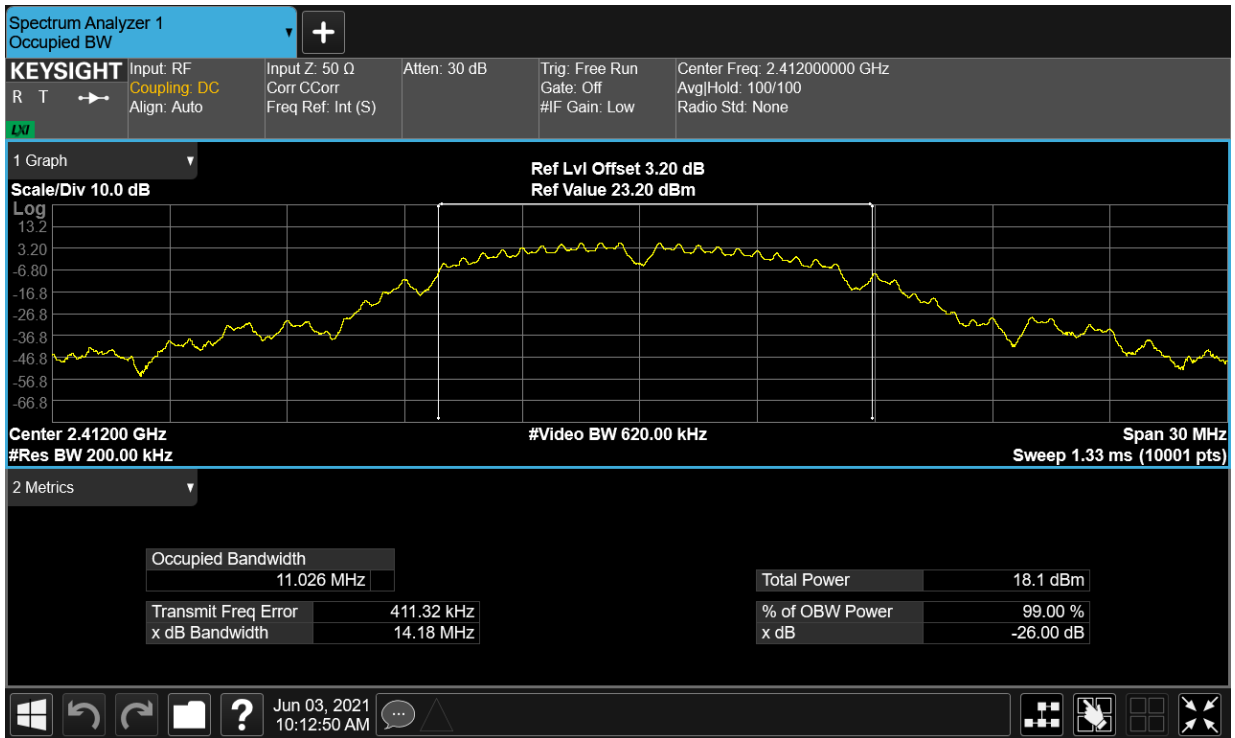 Spectrum Analyzer 1
Occupied BW
KEYSIGHT
R T
LXI
Input: RF
Coupling: DC
Align: Auto
Input Z: 50 Ω
Corr CCorr
Freq Ref: Int (S)
Atten: 30 dB
Trig: Free Run
Gate: Off
#IF Gain: Low
Center Freq: 2.412000000 GHz
Avg|Hold: 100/100
Radio Std: None
1 Graph
Scale/Div 10.0 dB
Ref Lvl Offset 3.20 dB
Ref Value 23.20 dBm
Log
13.2
3.20
-6.80
-16.8
-26.8
-36.8
-46.8
-56.8
-66.8
Center 2.41200 GHz
#Res BW 200.00 kHz
#Video BW 620.00 kHz
Span 30 MHz
Sweep 1.33 ms (10001 pts)
2 Metrics
Occupied Bandwidth
11.026 MHz
Transmit Freq Error 411.32 kHz
x dB Bandwidth 14.18 MHz
Total Power 18.1 dBm
% of OBW Power 99.00 %
x dB -26.00 dB
?
Jun 03, 2021
10:12:50 AM